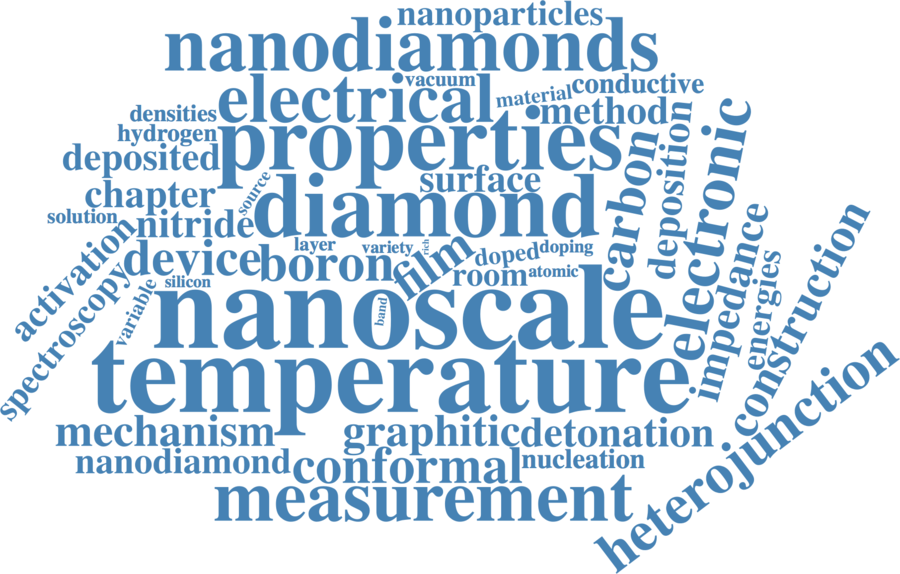 nanoparticles
nanodiamonds
vacuum
electrical
material
conductive
densities
method
hydrogen
properties
deposited
carbon
deposition
electronic
source
surface
chapter
diamond
solution
nitride
activation
layer
variety
rich
device
boron
film
doped
doping
room
atomic
spectroscopy
variable
silicon
nanoscale
band
impedance
energies
construction
temperature
mechanism
graphitic
detonation
nanodiamond
conformal
nucleation
measurement
heterojunction